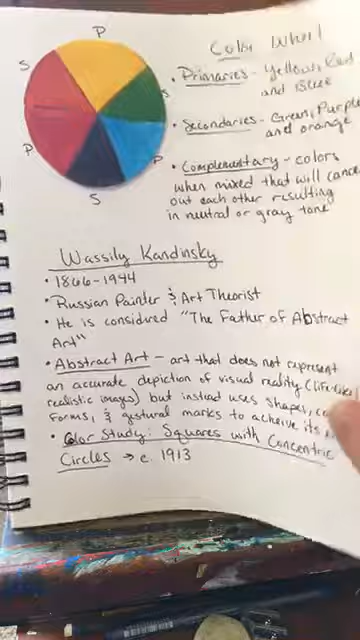 P
S
S
P
P
S
Color Wheel
• Primaries - Yellow, Red
and Blue
• Secondaries - Green, Purple
and orange
• Complementary - colors
when mixed that will cance
out each other resulting
in neutral or gray tone
Wassily Kandinsky
• 1866-1944
• Russian Painter & Art Theorist
• He is considered "The Father of Abstract
Art"
• Abstract Art - art that does not represent
an accurate depiction of visual reality (life-like,
realistic images) but instead uses shapes, co
forms, & gestural marks to acheive its
• Color Study: Squares with Concentric
Circles → c. 1913